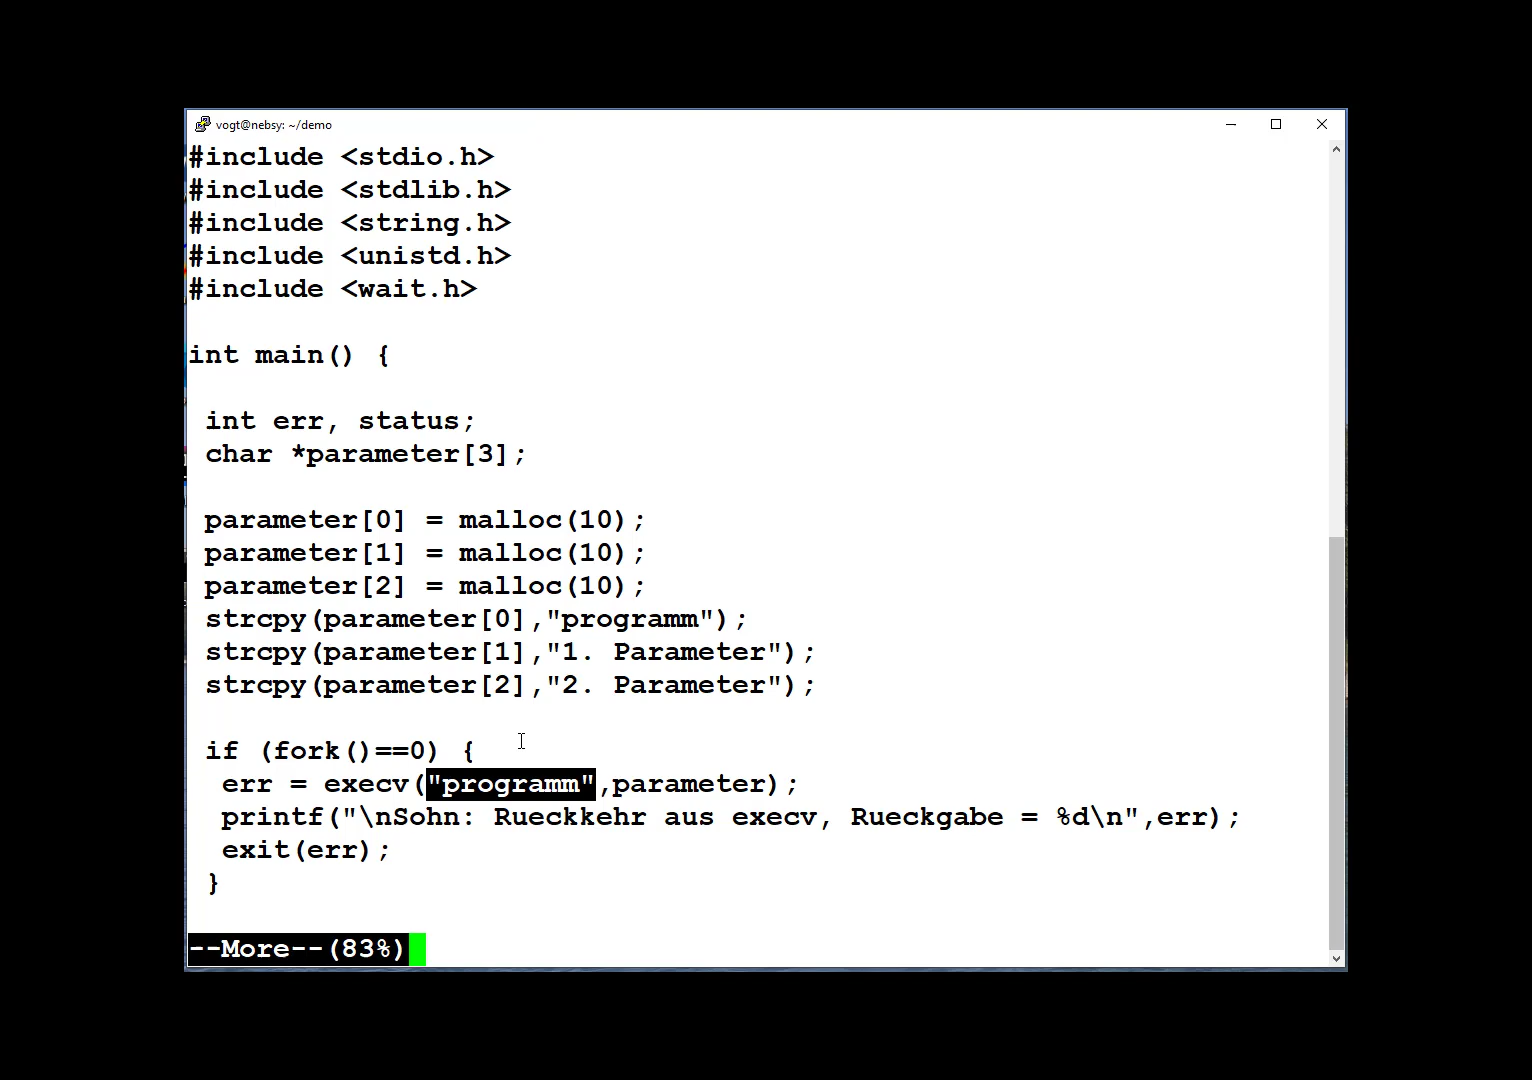 vogt@nebsy: ~/demo
#include <stdio.h>
#include <stdlib.h>
#include <string.h>
#include <unistd.h>
#include <wait.h>
int main() {
int err, status;
char *parameter[3];
parameter[0] = malloc(10);
parameter[1] = malloc(10);
parameter[2] = malloc(10);
strcpy(parameter[0],"programm");
strcpy(parameter[1],"1. Parameter");
strcpy(parameter[2],"2. Parameter");
if (fork()==0) {
err = execv("programm",parameter);
printf("\nSohn: Rueckkehr aus execv, Rueckgabe = %d\n",err);
exit(err);
}
--More--(83%)